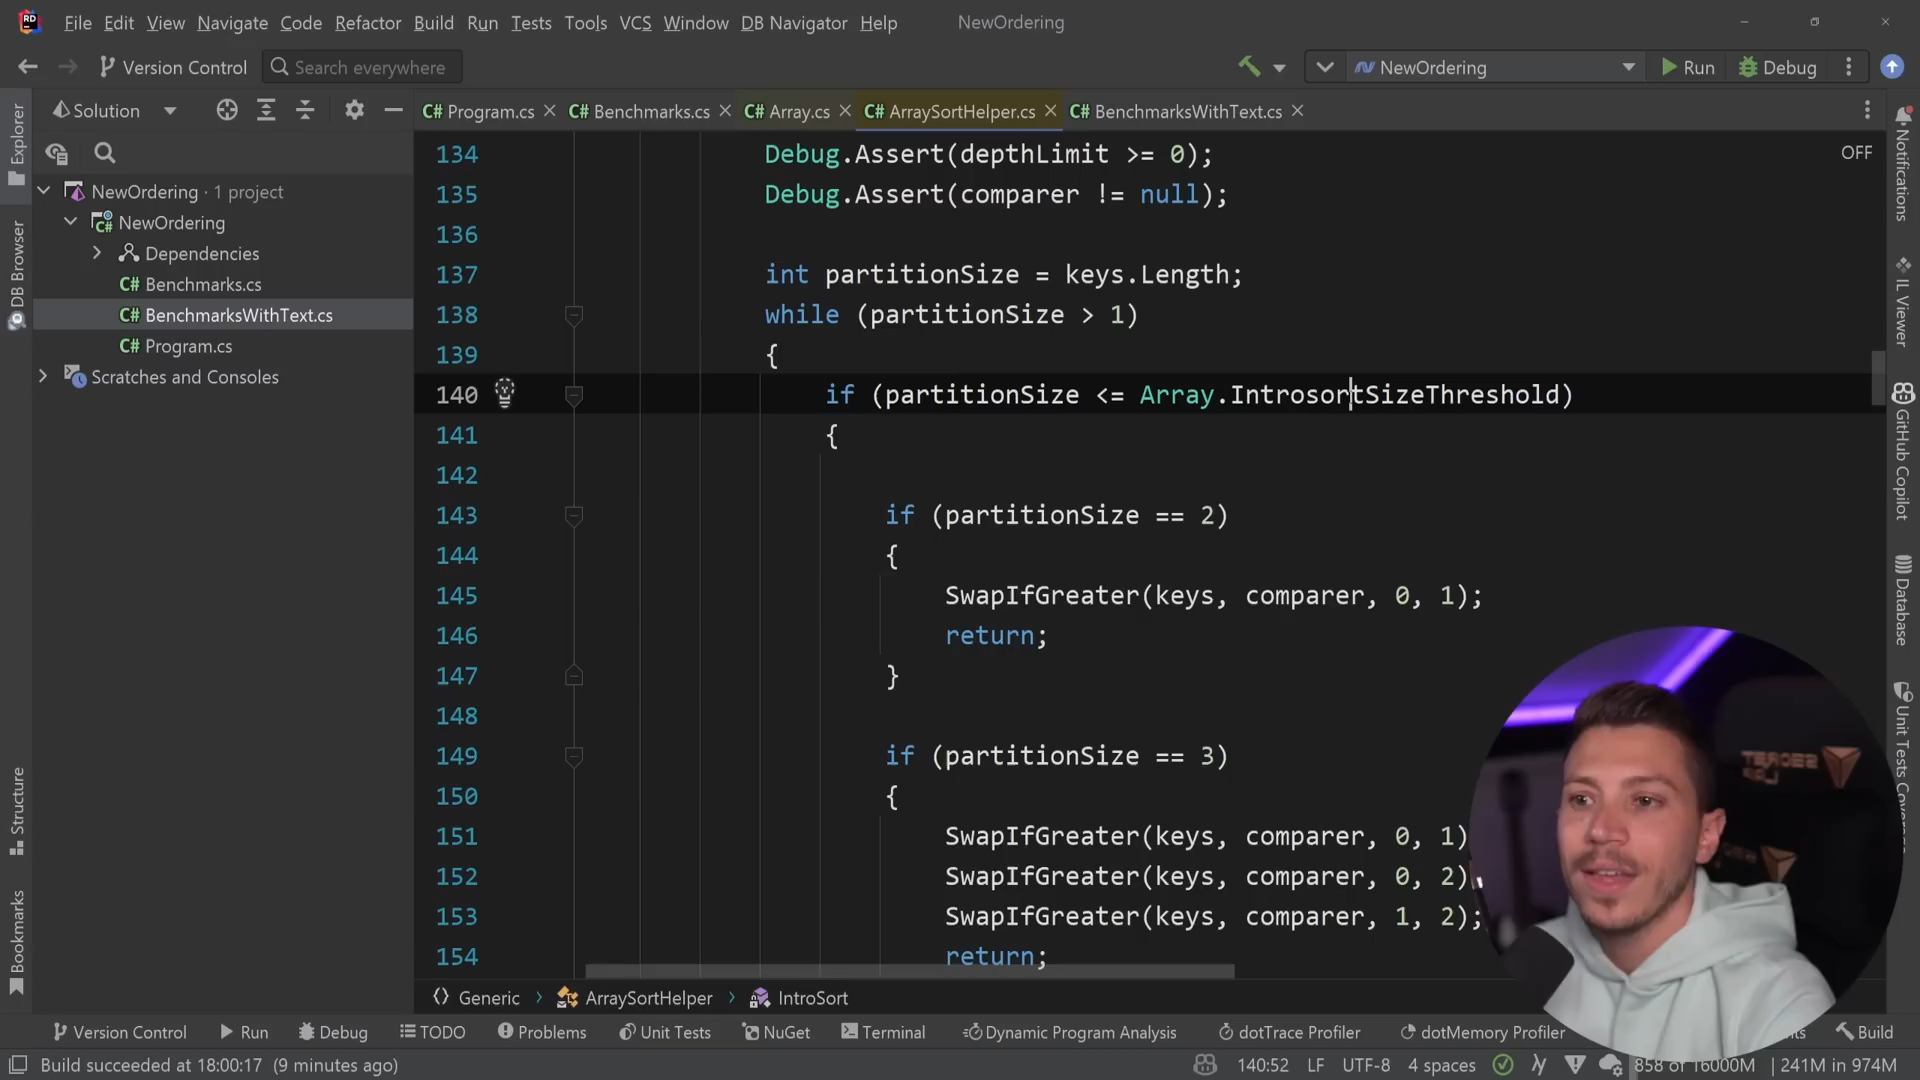 File Edit View Navigate Code Refactor Build Run Tests Tools VCS Window DB Navigator Help NewOrdering
Version Control Search everywhere NewOrdering Run Debug
Solution
Program.cs Benchmarks.cs Array.cs ArraySortHelper.cs BenchmarksWithText.cs
Explorer
DB Browser
Structure
Bookmarks
NewOrdering · 1 project
NewOrdering
Dependencies
C# Benchmarks.cs
C# BenchmarksWithText.cs
C# Program.cs
Scratches and Consoles
OFF
134 Debug.Assert(depthLimit >= 0);
135 Debug.Assert(comparer != null);
136
137 int partitionSize = keys.Length;
138 while (partitionSize > 1)
139 {
140 if (partitionSize <= Array.IntrosortSizeThreshold)
141 {
142
143 if (partitionSize == 2)
144 {
145 SwapIfGreater(keys, comparer, 0, 1);
146 return;
147 }
148
149 if (partitionSize == 3)
150 {
151 SwapIfGreater(keys, comparer, 0, 1)
152 SwapIfGreater(keys, comparer, 0, 2)
153 SwapIfGreater(keys, comparer, 1, 2);
154 return;
Notifications
IL Viewer
GitHub Copilot
Database
Unit Tests
Generic › ArraySortHelper › IntroSort
Version Control Run Debug TODO Problems Unit Tests NuGet Terminal Dynamic Program Analysis dotTrace Profiler dotMemory Profiler Build
Build succeeded at 18:00:17 (9 minutes ago) 140:52 LF UTF-8 4 spaces 858 of 16000M 241M in 974M